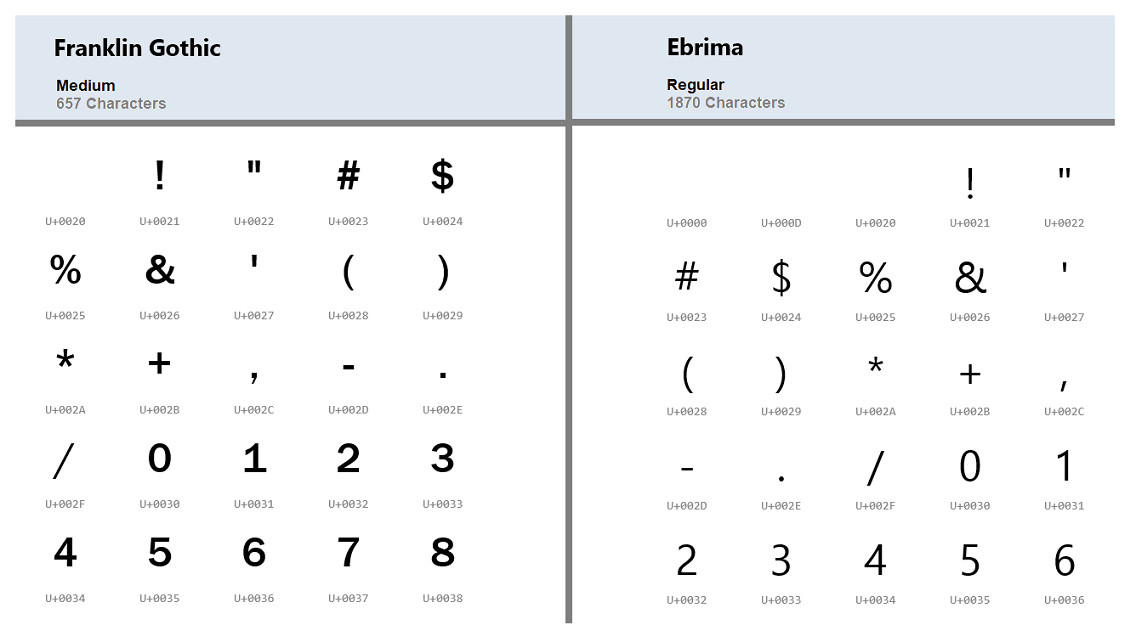 Franklin Gothic
Medium
657 Characters
! " # $
U+0020 U+0021 U+0022 U+0023 U+0024
% & ' ( )
U+0025 U+0026 U+0027 U+0028 U+0029
* + , - .
U+002A U+002B U+002C U+002D U+002E
/ 0 1 2 3
U+002F U+0030 U+0031 U+0032 U+0033
4 5 6 7 8
U+0034 U+0035 U+0036 U+0037 U+0038
Ebrima
Regular
1870 Characters
! "
U+0000 U+000D U+0020 U+0021 U+0022
# $ % & '
U+0023 U+0024 U+0025 U+0026 U+0027
( ) * + ,
U+0028 U+0029 U+002A U+002B U+002C
- . / 0 1
U+002D U+002E U+002F U+0030 U+0031
2 3 4 5 6
U+0032 U+0033 U+0034 U+0035 U+0036